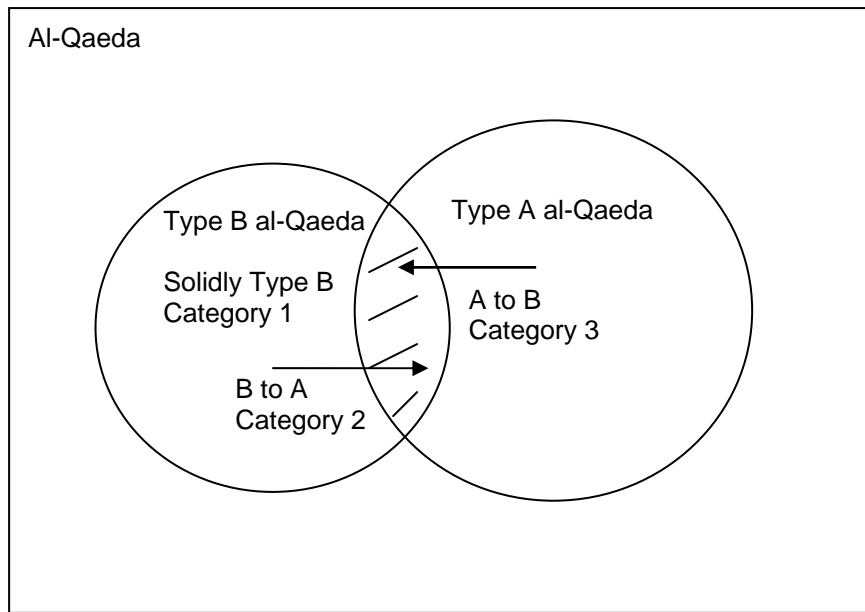 Al-Qaeda
Type B al-Qaeda
Type A al-Qaeda
Solidly Type B
Category 1
A to B
Category 3
B to A
Category 2